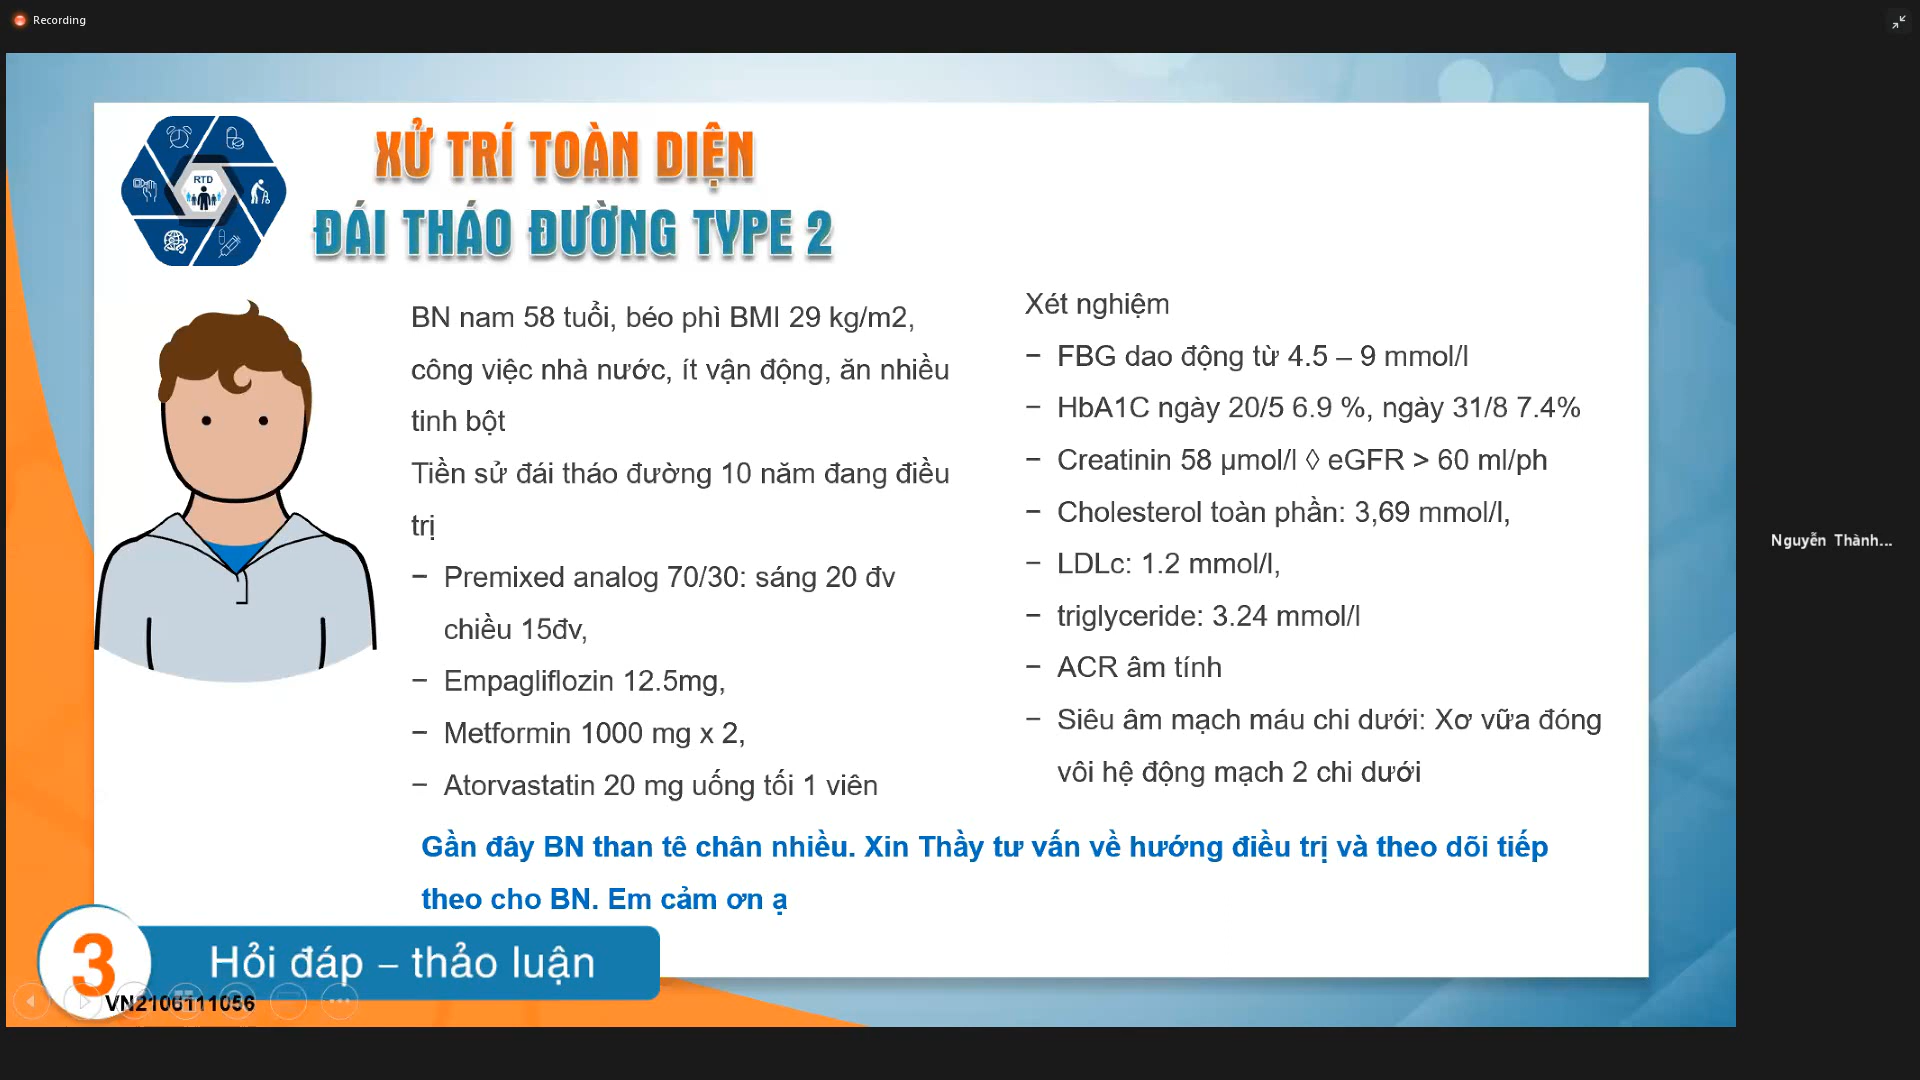 Recording
RTD
XỬ TRÍ TOÀN DIỆN
ĐÁI THÁO ĐƯỜNG TYPE 2
BN nam 58 tuổi, béo phì BMI 29 kg/m2,
công việc nhà nước, ít vận động, ăn nhiều
tinh bột
Tiền sử đái tháo đường 10 năm đang điều
trị
− Premixed analog 70/30: sáng 20 đv
chiều 15đv,
− Empagliflozin 12.5mg,
− Metformin 1000 mg x 2,
− Atorvastatin 20 mg uống tối 1 viên
Xét nghiệm
− FBG dao động từ 4.5 – 9 mmol/l
− HbA1C ngày 20/5 6.9 %, ngày 31/8 7.4%
− Creatinin 58 µmol/l ◊ eGFR > 60 ml/ph
− Cholesterol toàn phần: 3,69 mmol/l,
− LDLc: 1.2 mmol/l,
− triglyceride: 3.24 mmol/l
− ACR âm tính
− Siêu âm mạch máu chi dưới: Xơ vữa đóng
vôi hệ động mạch 2 chi dưới
Gần đây BN than tê chân nhiều. Xin Thầy tư vấn về hướng điều trị và theo dõi tiếp
theo cho BN. Em cảm ơn ạ
3 Hỏi đáp – thảo luận
VN2106111056
Nguyễn Thành...